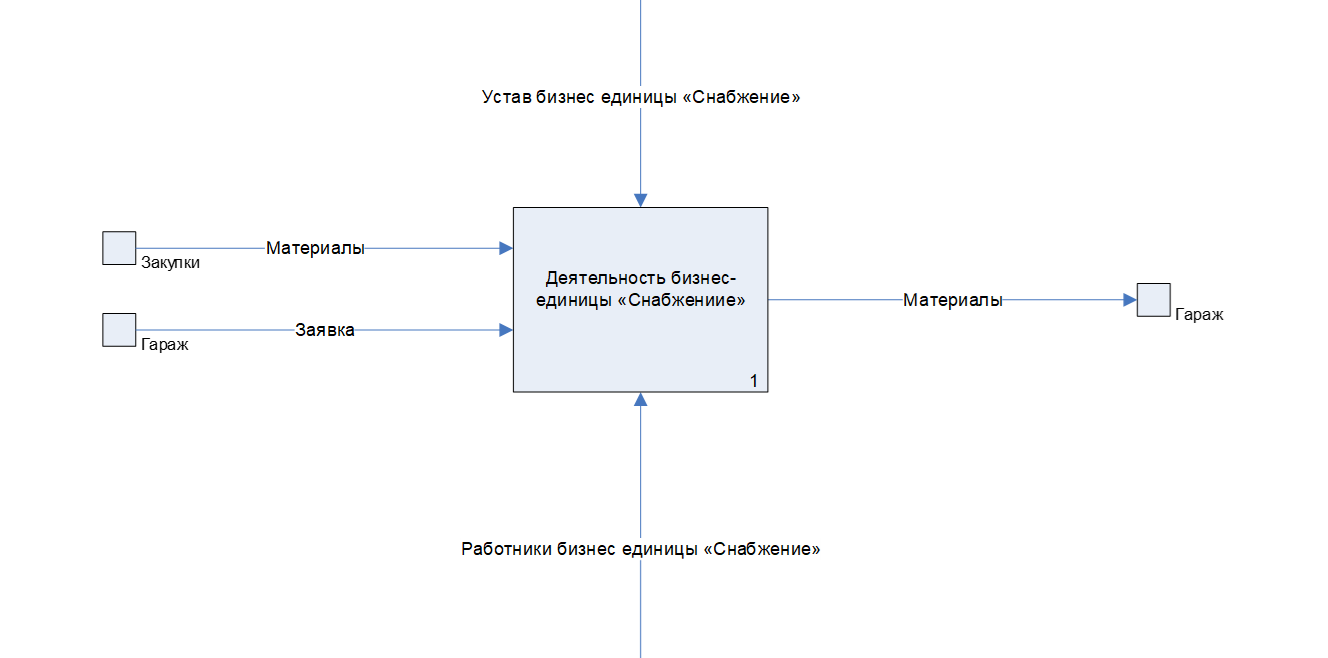 Устав бизнес единицы «Снабжение»
Материалы
Закупки
Заявка
Гараж
Деятельность бизнес-
единицы «Снабжениие»
1
Материалы
Гараж
Работники бизнес единицы «Снабжение»